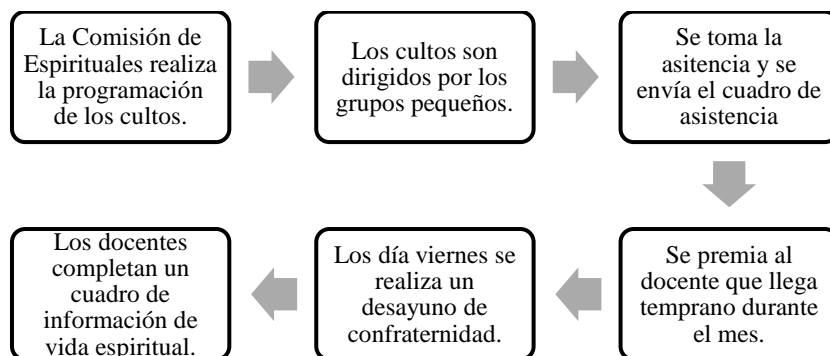 La Comisión de
Espirituales realiza
la programación
de los cultos.
Los cultos son
dirigidos por los
grupos pequeños.
Se toma la
asitencia y se
envía el cuadro de
asistencia
Se premia al
docente que llega
temprano durante
el mes.
Los día viernes se
realiza un
desayuno de
confraternidad.
Los docentes
completan un
cuadro de
información de
vida espiritual.